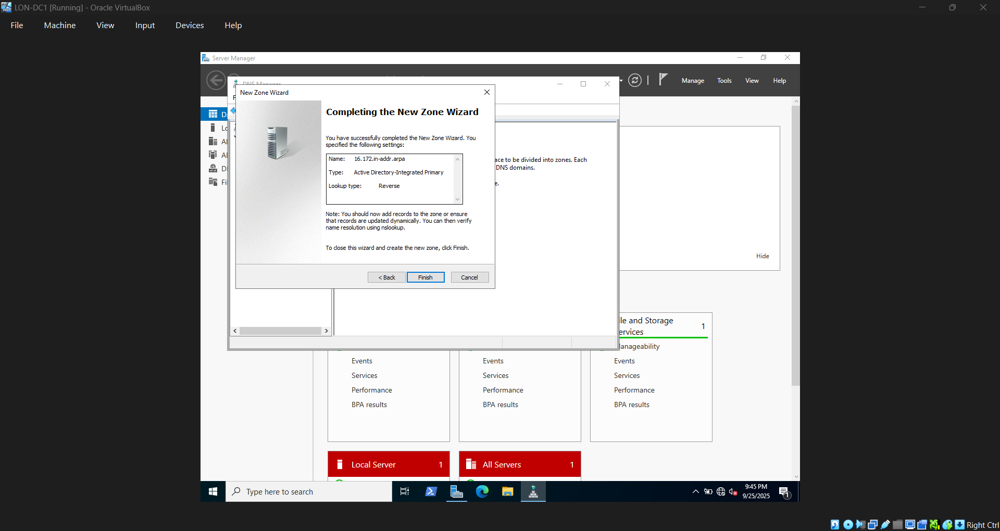 LON-DC1 [Running] - Oracle VirtualBox
File Machine View Input Devices Help
Server Manager
Manage Tools View Help
DNS Manager
New Zone Wizard
Completing the New Zone Wizard
You have successfully completed the New Zone Wizard. You
specified the following settings:
Name: 16.172.in-addr.arpa
Type: Active Directory-Integrated Primary
Lookup type: Reverse
Note: You should now add records to the zone or ensure
that records are updated dynamically. You can then verify
name resolution using nslookup.
To close this wizard and create the new zone, click Finish.
< Back Finish Cancel
ace to be divided into zones. Each
DNS domains.
e.
Hide
ile and Storage
ervices
1
anageability
Events
Services
Performance
BPA results
Events
Services
Performance
BPA results
Events
Services
Performance
BPA results
Local Server 1
All Servers 1
Type here to search
9:45 PM
9/25/2025
1
Right Ctrl